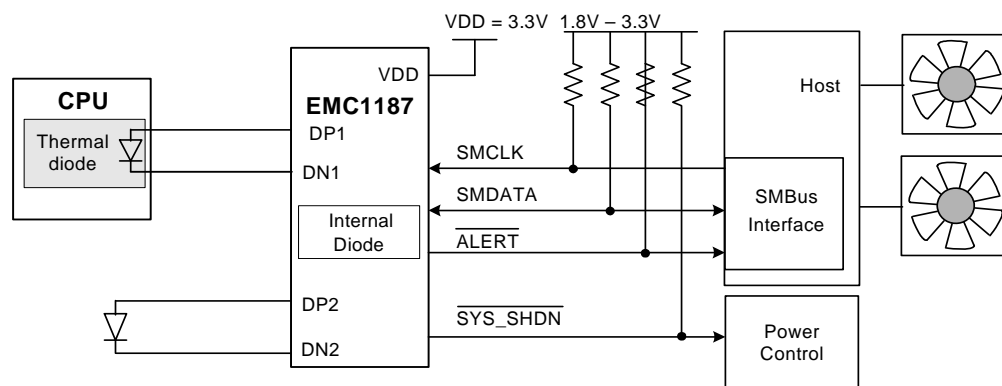 VDD = 3.3V
1.8V – 3.3V
CPU
Thermal
diode
VDD
EMC1187
DP1
DN1
Internal
Diode
DP2
DN2
SMCLK
SMDATA
ALERT
SYS_SHDN
Host
SMBus
Interface
Power
Control